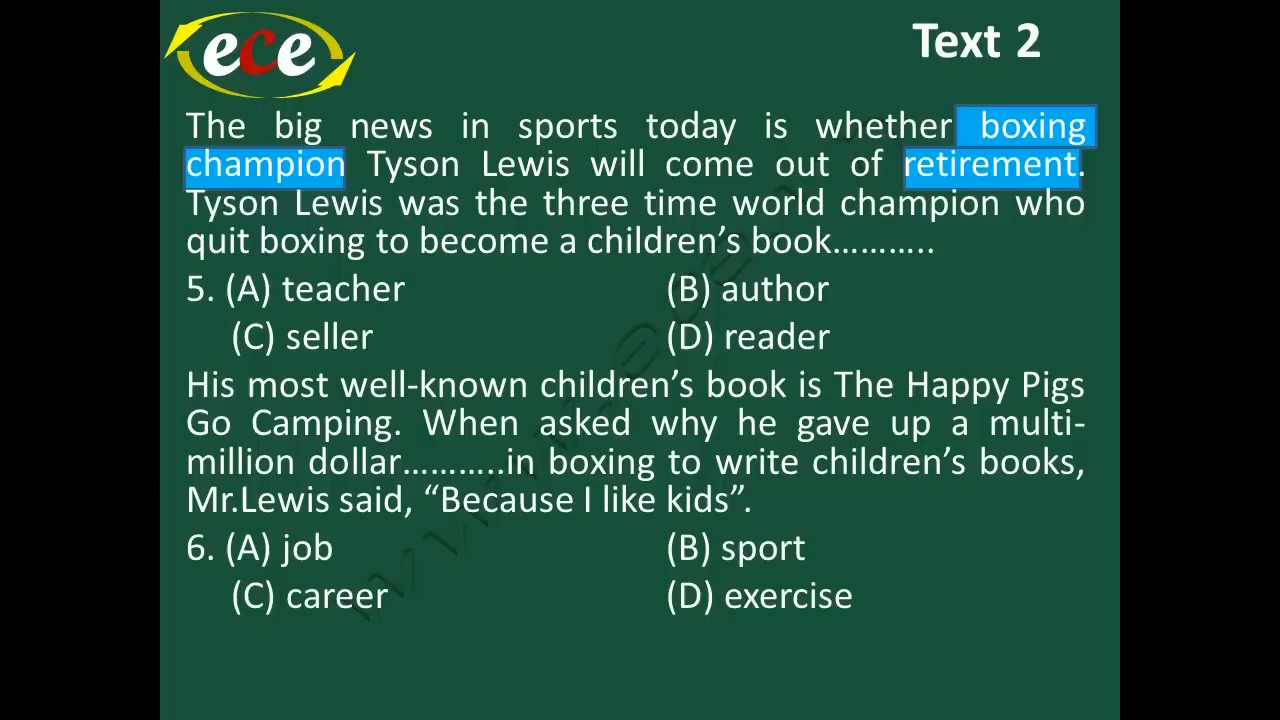 ece
Text 2
The big news in sports today is whether boxing
champion Tyson Lewis will come out of retirement.
Tyson Lewis was the three time world champion who
quit boxing to become a children’s book………..
5. (A) teacher (B) author
(C) seller (D) reader
His most well-known children’s book is The Happy Pigs
Go Camping. When asked why he gave up a multi-
million dollar………..in boxing to write children’s books,
Mr.Lewis said, “Because I like kids”.
6. (A) job (B) sport
(C) career (D) exercise